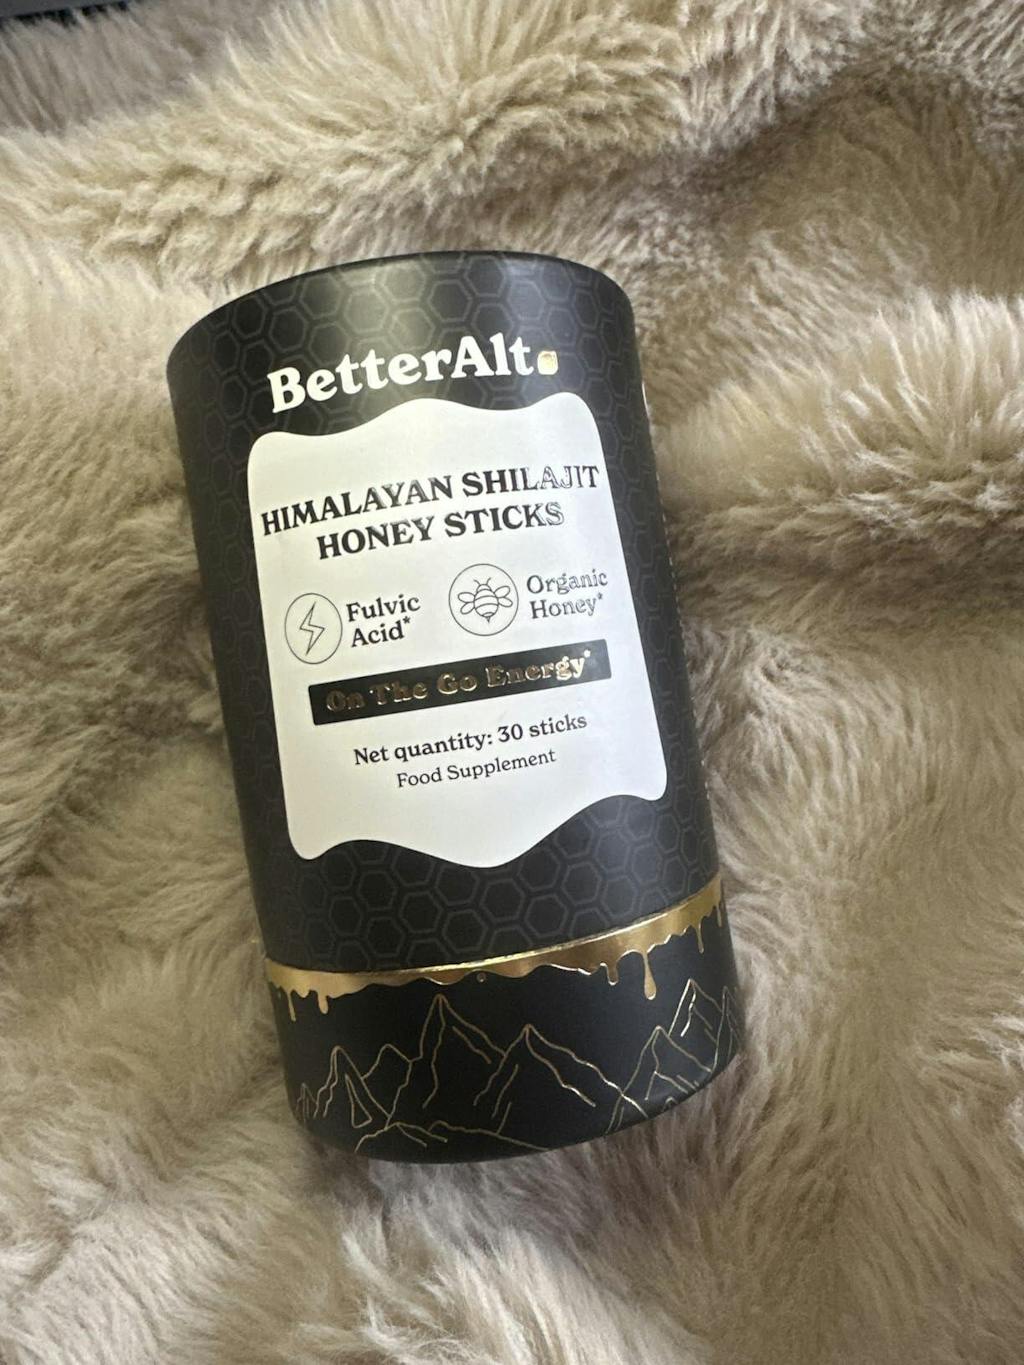 BetterAlt
HIMALAYAN SHILAJIT
HONEY STICKS
Fulvic
Acid*
Organic
Honey*
On The Go Energy*
Net quantity: 30 sticks
Food Supplement